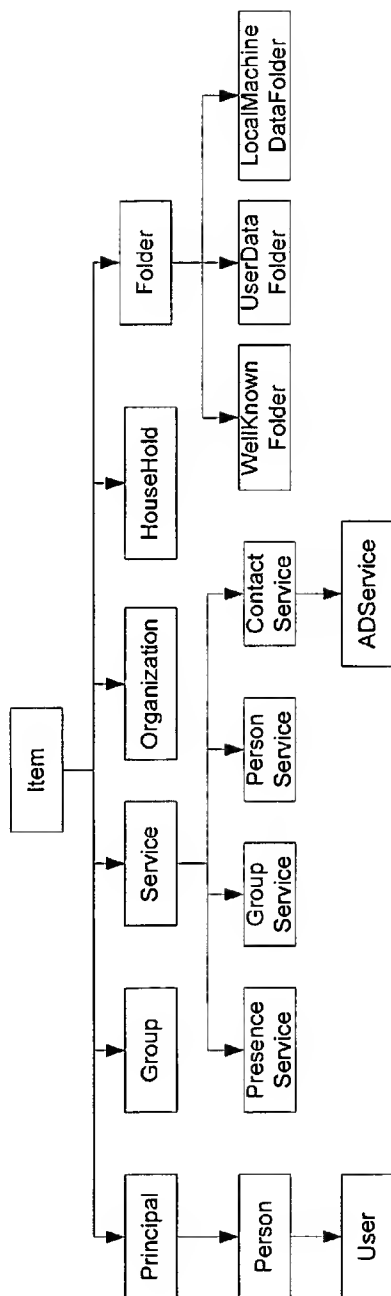 Item
Principal
Group
Service
Organization
HouseHold
Folder
Person
Presence
Service
Group
Service
Person
Service
Contact
Service
WellKnown
Folder
UserData
Folder
LocalMachine
DataFolder
User
ADService